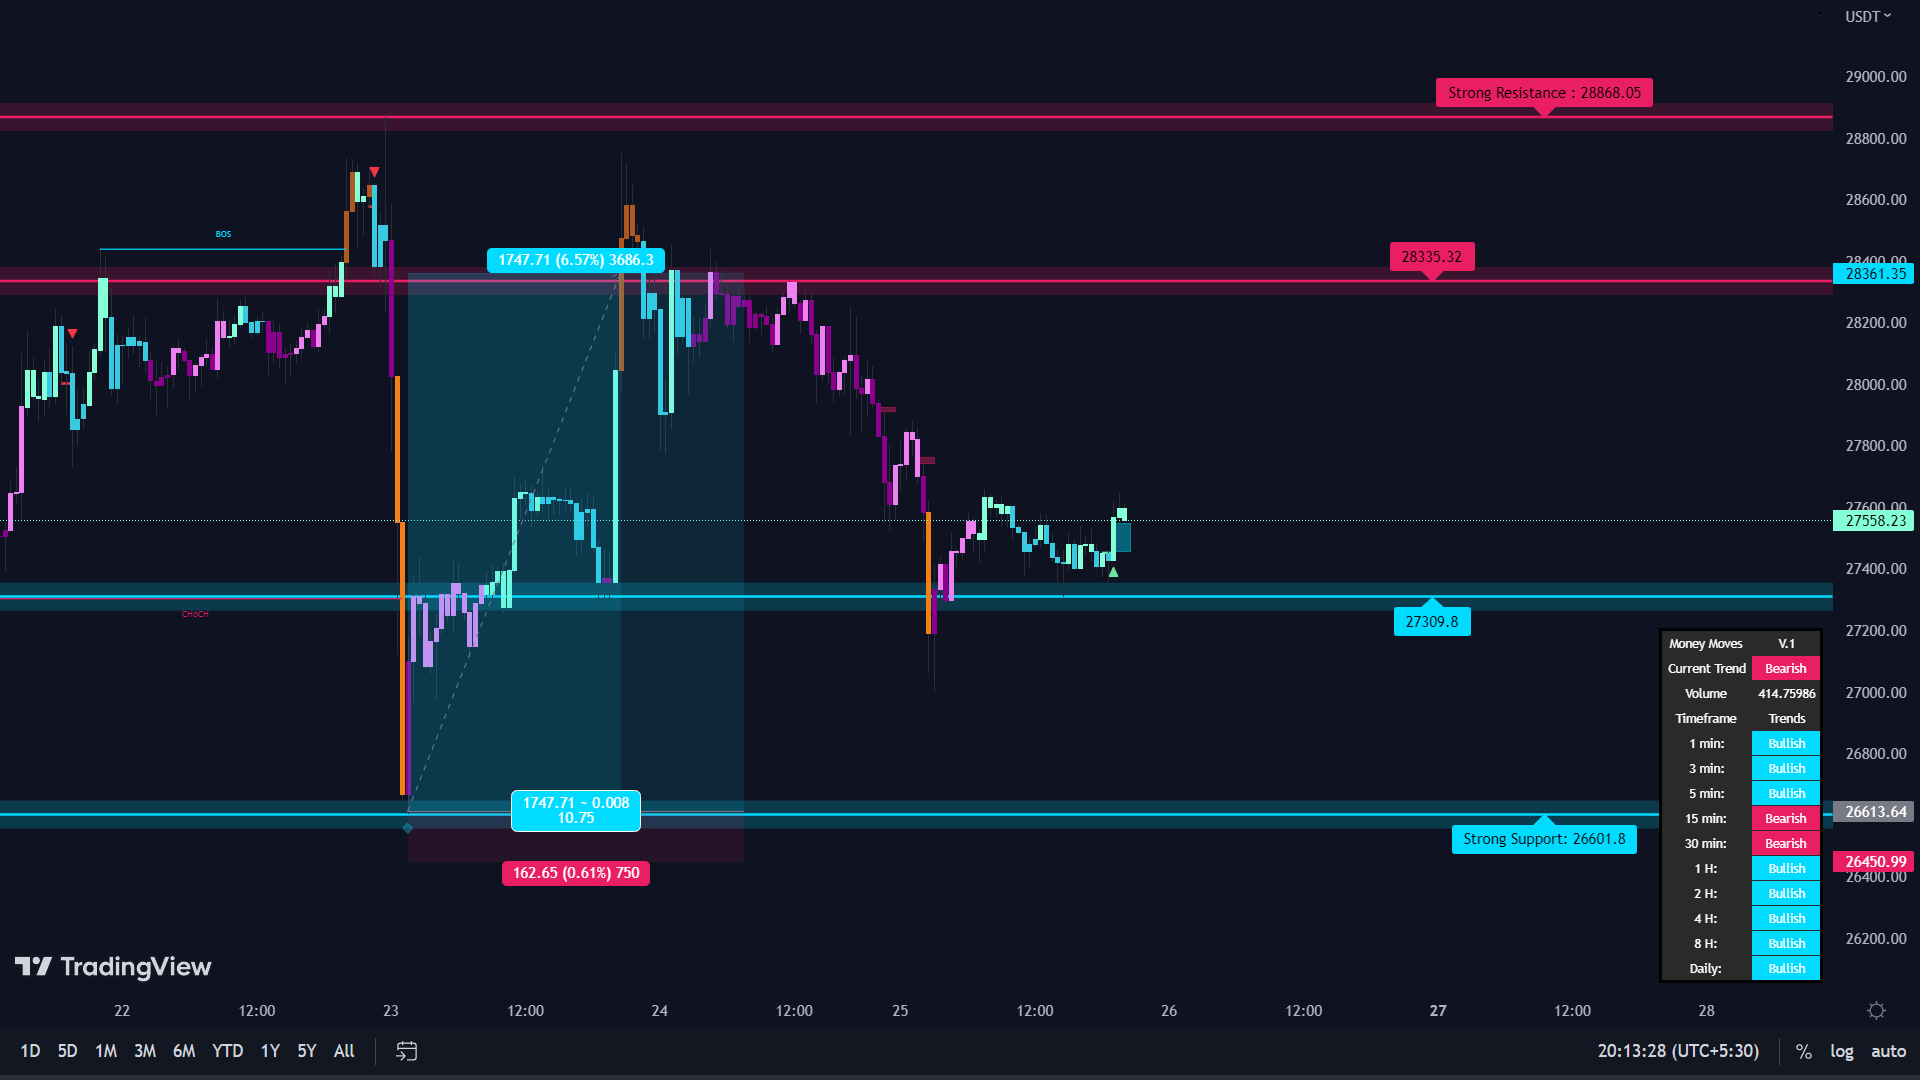 USDT
29000.00
Strong Resistance : 28868.05
28800.00
28600.00
BOS
28335.32
1747.71 (6.57%) 3686.3
28400.00
28361.35
28200.00
28000.00
27800.00
27600.00
27558.23
27400.00
CHoCH
27309.8
27200.00
27000.00
26800.00
1747.71 ~ 0.008
10.75
26613.64
Strong Support: 26601.8
162.65 (0.61%) 750
26450.99
26400.00
26200.00
Money Moves V.1
Current Trend Bearish
Volume 414.75986
Timeframe Trends
1 min: Bullish
3 min: Bullish
5 min: Bullish
15 min: Bearish
30 min: Bearish
1 H: Bullish
2 H: Bullish
4 H: Bullish
8 H: Bullish
Daily: Bullish
TradingView
22 12:00 23 12:00 24 12:00 25 12:00 26 12:00 27 12:00 28
1D 5D 1M 3M 6M YTD 1Y 5Y All 20:13:28 (UTC+5:30) % log auto